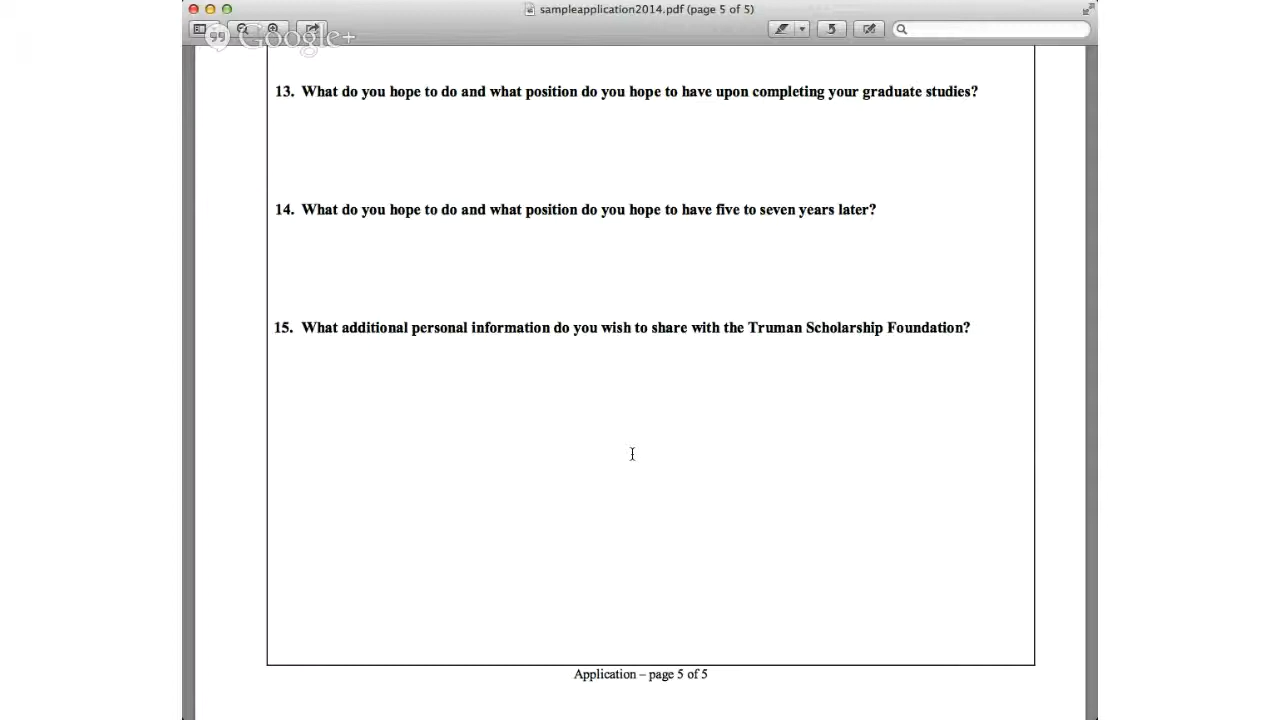 sampleapplication2014.pdf (page 5 of 5)
Google+
13. What do you hope to do and what position do you hope to have upon completing your graduate studies?
14. What do you hope to do and what position do you hope to have five to seven years later?
15. What additional personal information do you wish to share with the Truman Scholarship Foundation?
Application – page 5 of 5